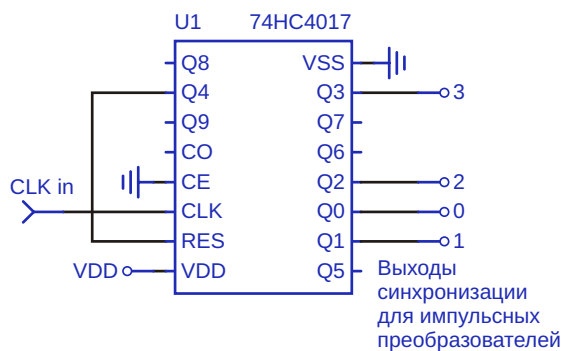 U1 74HC4017
Q8 VSS
Q4 Q3 3
Q9 Q7
CO Q6
CLK in CE Q2 2
CLK Q0 0
RES Q1 1
VDD VDD Q5
Выходы
синхронизации
для импульсных
преобразователей